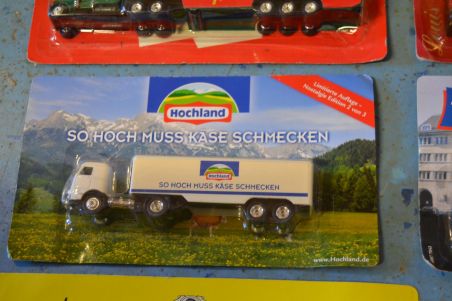 Limitierte Auflage -
Nostalgie Edition 2 von 3
Hochland
SO HOCH MUSS KÄSE SCHMECKEN
Hochland
SO HOCH MUSS KÄSE SCHMECKEN
www.Hochland.de